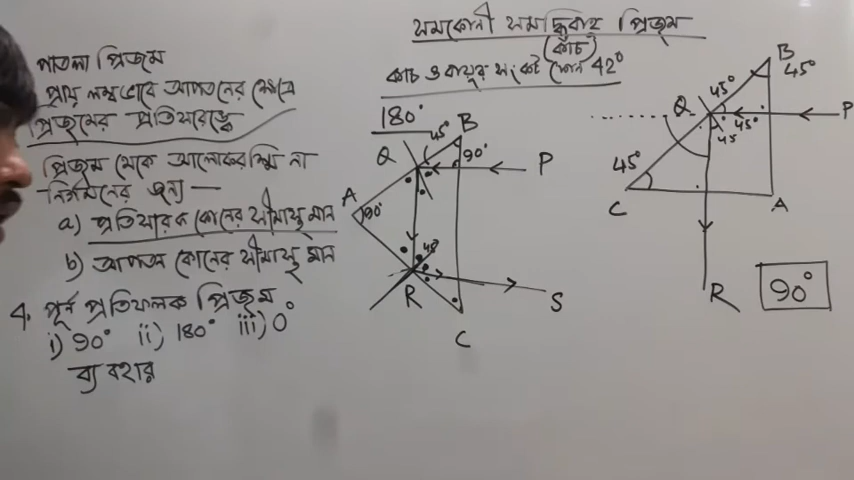 সমকোণী সমদ্বিবাহু প্রিজম
(কাঁচ)
কাচ ও বায়ুর সংকট কোণ 42°
পাতলা প্রিজম
প্রায় লম্বভাবে আপতনের ক্ষেত্রে
প্রিজমের প্রতিসারঙ্কে
প্রিজম থেকে আলোকরশ্মি না
নির্গমনের জন্য —
a) প্রতিসারক কোনের সীমাস্থ মান
b) আপতন কোনের সীমাস্থ মান
4. পূর্ন প্রতিফলক প্রিজম
i) 90° ii) 180° iii) 0°
ব্যবহার
180°
B
45°
90°
Q
P
A
90°
45
R
S
C
B
45°
45°
Q
P
45°
45
45°
C
A
R
90°